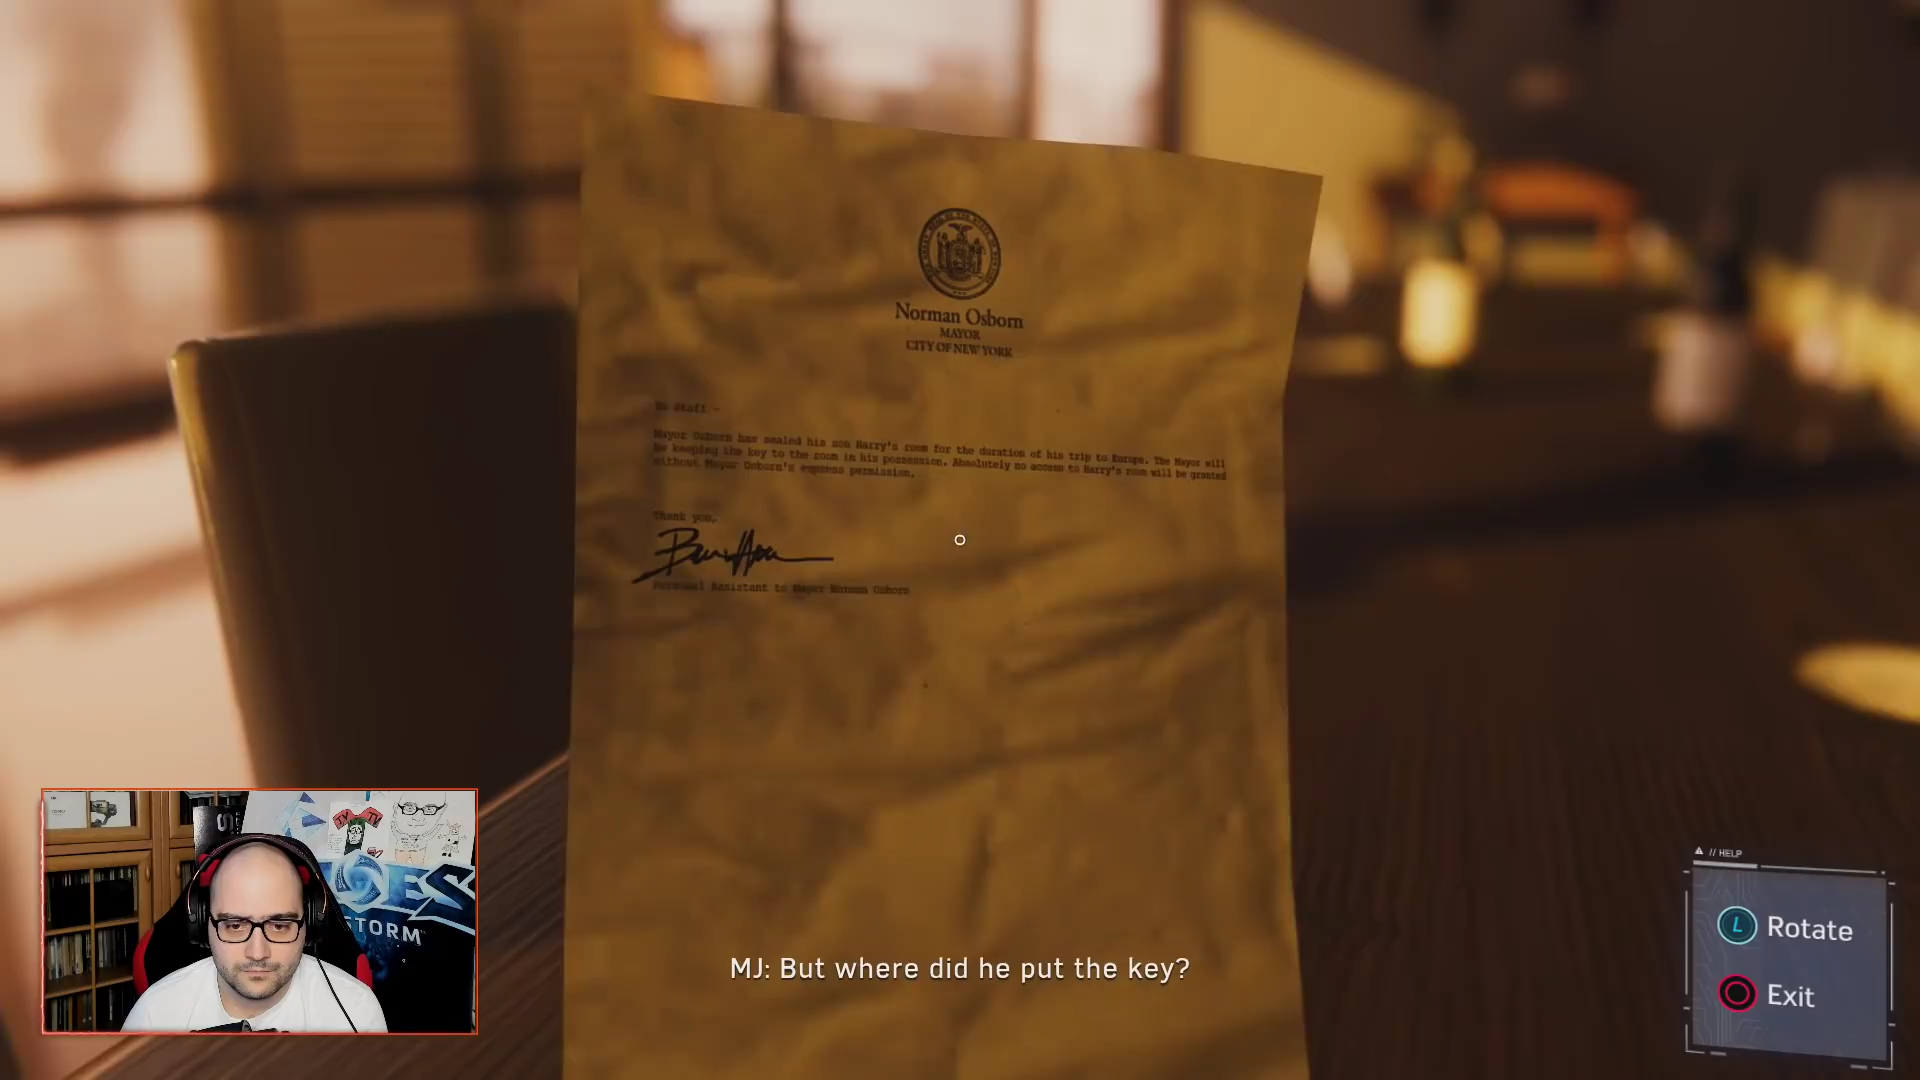 Norman Osborn
MAYOR
CITY OF NEW YORK
To Staff -
Mayor Osborn has sealed his son Harry's room for the duration of his trip to Europe. The Mayor will
be keeping the key to the room in his possession. Absolutely no access to Harry's room will be granted
without Mayor Osborn's express permission.
Thank you,
Personal Assistant to Mayor Norman Osborn
MJ: But where did he put the key?
// HELP
L Rotate
Exit
STORM